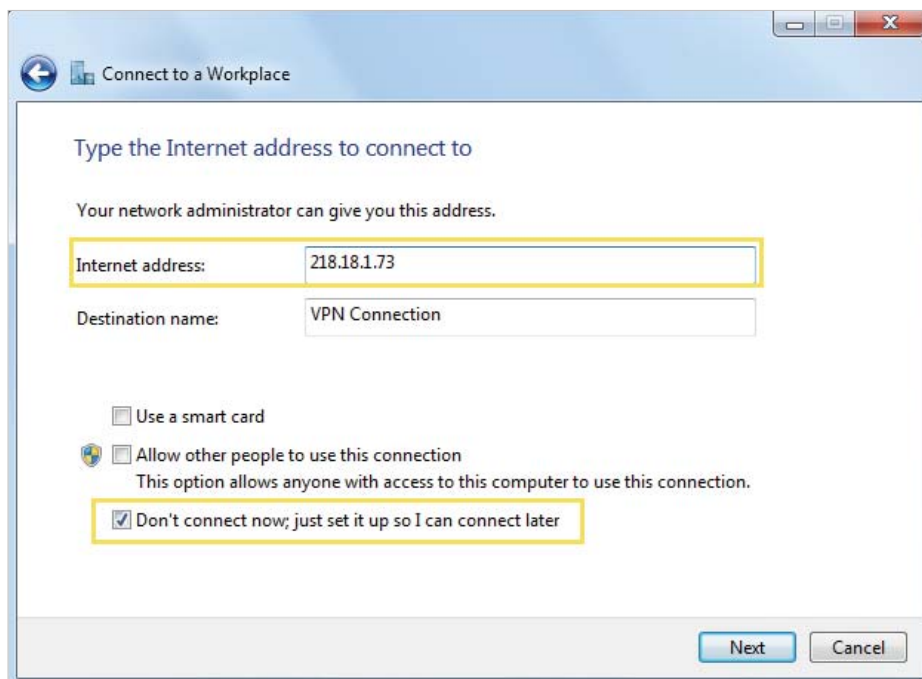 Connect to a Workplace
Type the Internet address to connect to
Your network administrator can give you this address.
Internet address: 218.18.1.73
Destination name: VPN Connection
Use a smart card
Allow other people to use this connection
This option allows anyone with access to this computer to use this connection.
Don't connect now; just set it up so I can connect later
Next Cancel